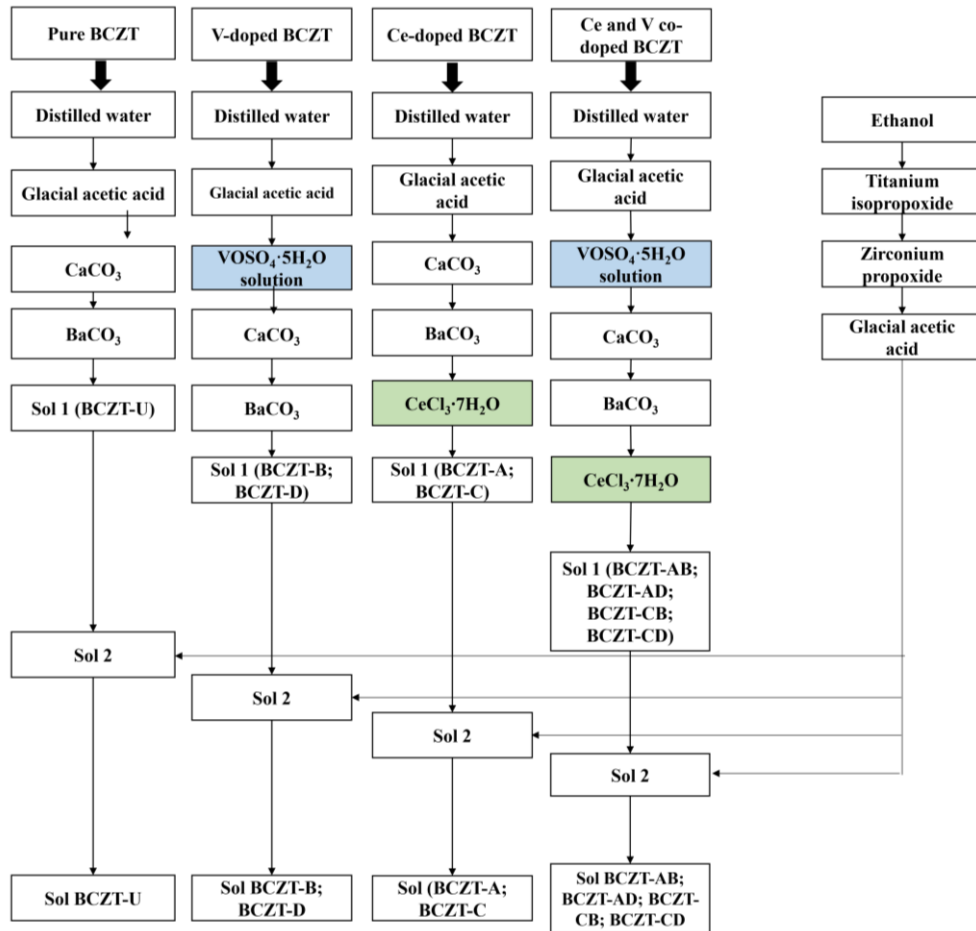 Pure BCZT
Distilled water
Glacial acetic acid
CaCO₃
BaCO₃
Sol 1 (BCZT-U)
Sol 2
Sol BCZT-U
V-doped BCZT
Distilled water
Glacial acetic acid
VOSO₄·5H₂O
solution
CaCO₃
BaCO₃
Sol 1 (BCZT-B;
BCZT-D)
Sol 2
Sol BCZT-B;
BCZT-D
Ce-doped BCZT
Distilled water
Glacial acetic
acid
CaCO₃
BaCO₃
CeCl₃·7H₂O
Sol 1 (BCZT-A;
BCZT-C)
Sol 2
Sol (BCZT-A;
BCZT-C
Ce and V co-
doped BCZT
Distilled water
Glacial acetic
acid
VOSO₄·5H₂O
solution
CaCO₃
BaCO₃
CeCl₃·7H₂O
Sol 1 (BCZT-AB;
BCZT-AD;
BCZT-CB;
BCZT-CD)
Sol 2
Sol BCZT-AB;
BCZT-AD; BCZT-
CB; BCZT-CD
Ethanol
Titanium
isopropoxide
Zirconium
propoxide
Glacial acetic
acid